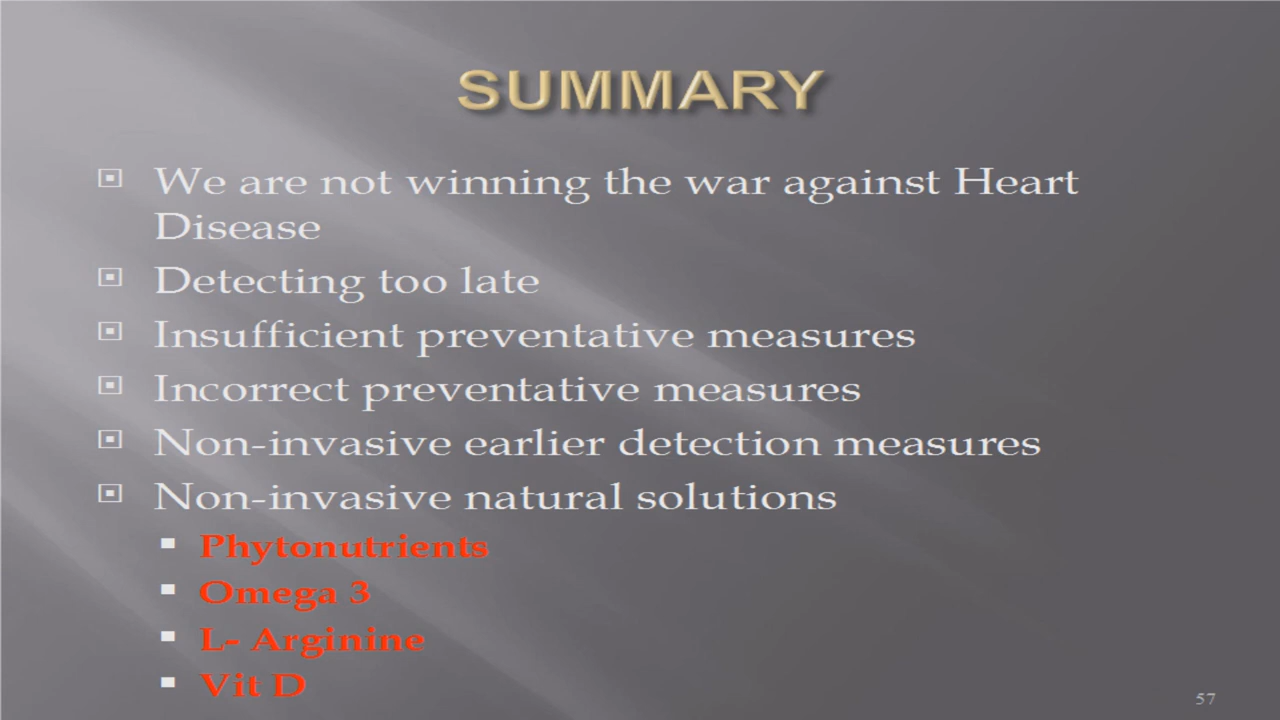 SUMMARY
We are not winning the war against Heart
Disease
Detecting too late
Insufficient preventative measures
Incorrect preventative measures
Non-invasive earlier detection measures
Non-invasive natural solutions
Phytonutrients
Omega 3
L- Arginine
Vit D
57